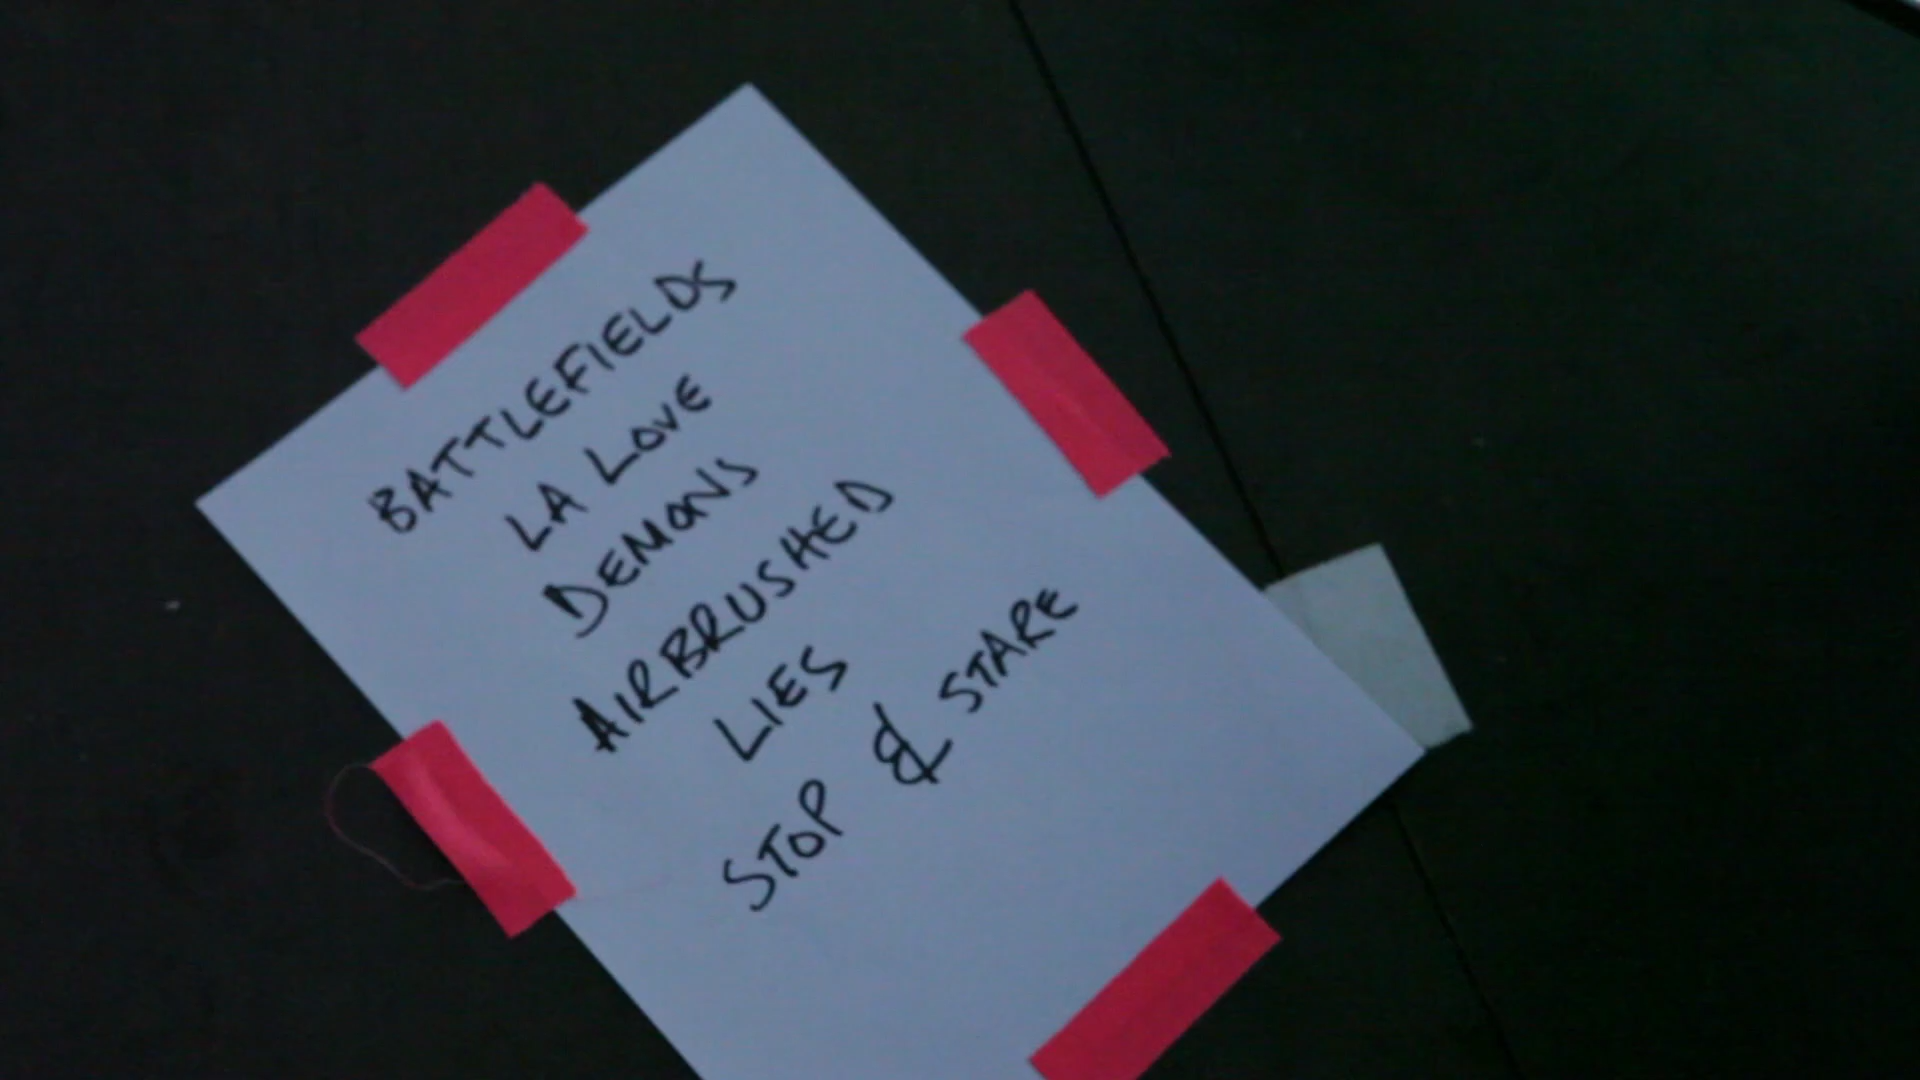 BATTLEFIELDS
LA LOVE
DEMONS
AIRBRUSHED
LIES
STOP & STARE